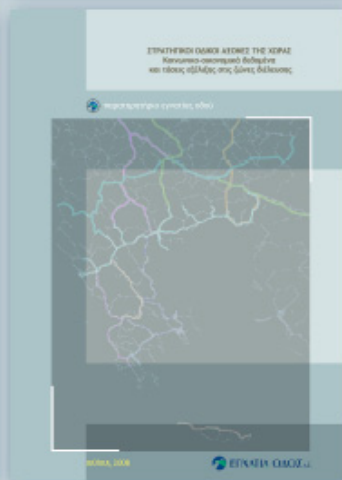 ΣΤΡΑΤΗΓΙΚΟΙ ΟΔΙΚΟΙ ΑΞΟΝΕΣ ΤΗΣ ΧΩΡΑΣ
Κοινωνικο-οικονομικά δεδομένα
και τάσεις εξέλιξης στις ζώνες διέλευσης
παρατηρητήριο εγνατίας οδού
2008
ΕΓΝΑΤΙΑ ΟΔΟΣ